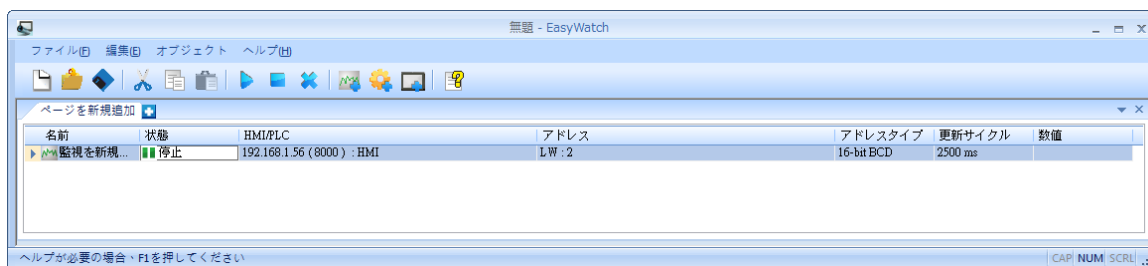 無題 - EasyWatch
ファイル(F) 編集(E) オブジェクト ヘルプ(H)
ページを新規追加
名前 状態 HMI/PLC アドレス アドレスタイプ 更新サイクル 数値
監視を新規... 停止 192.168.1.56 ( 8000 ) : HMI LW : 2 16-bit BCD 2500 ms
ヘルプが必要の場合、F1を押してください CAP NUM SCRL